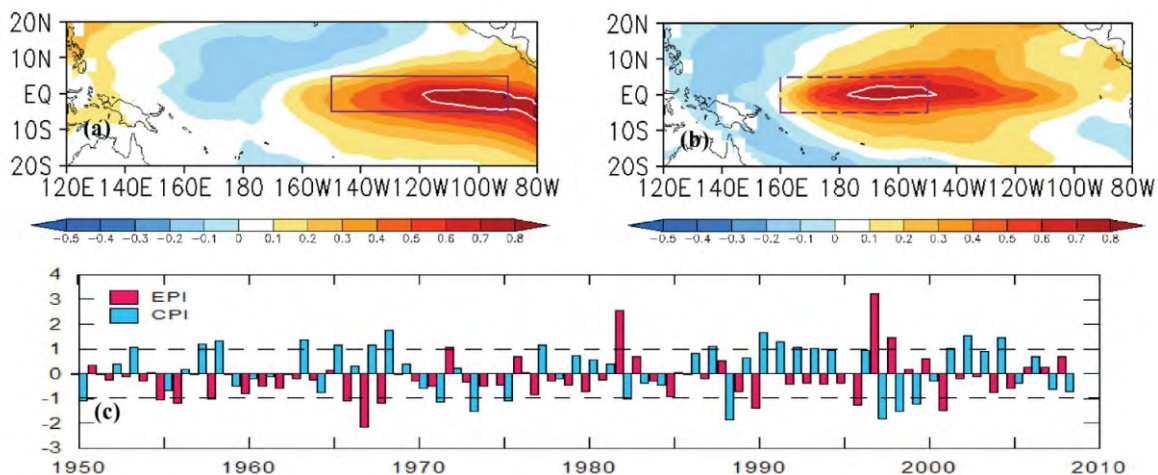 20N 20N
10N 10N
EQ EQ
10S (a) 10S (b)
20S 20S
120E 140E 160E 180 160W 140W 120W 100W 80W 120E 140E 160E 180 160W 140W 120W 100W 80W
-0.5 -0.3 -0.2 -0.1 0 0.1 0.2 0.3 0.4 0.5 0.6 0.7 0.8 -0.5 -0.3 -0.2 -0.1 0 0.1 0.2 0.3 0.4 0.5 0.6 0.7 0.8
4
3 EPI
2 CPI
1
0
-1 (c)
-2
-3
1950 1960 1970 1980 1990 2000 2010